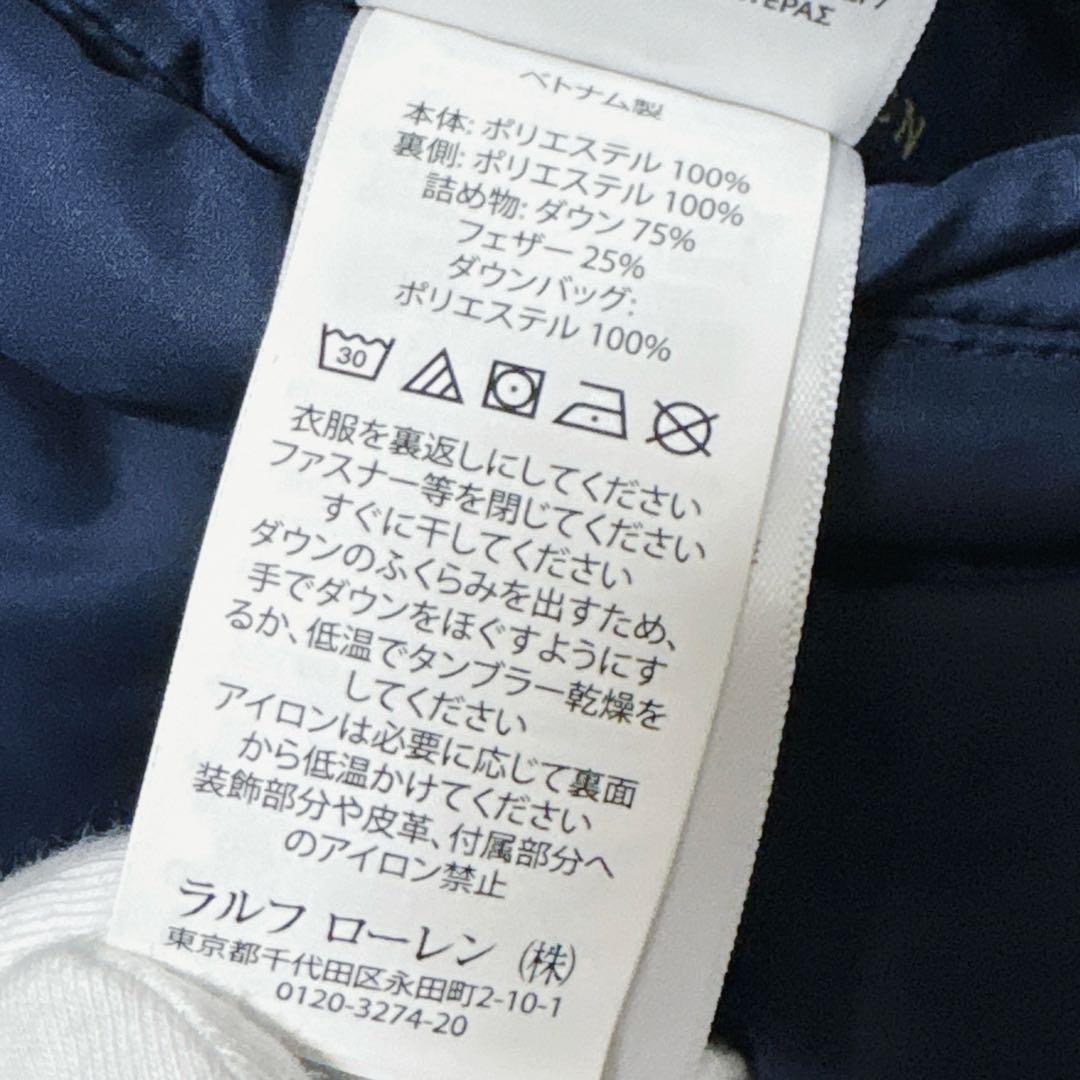 ΤΕΡΑΣ
ベトナム製
本体: ポリエステル 100%
裏側: ポリエステル 100%
詰め物: ダウン 75%
フェザー 25%
ダウンバッグ:
ポリエステル 100%
30
衣服を裏返しにしてください
ファスナー等を閉じてください
すぐに干してください
ダウンのふくらみを出すため、
手でダウンをほぐすようにす
るか、低温でタンブラー乾燥を
してください
アイロンは必要に応じて裏面
から低温かけてください
装飾部分や皮革、付属部分へ
のアイロン禁止
ラルフ ローレン (株)
東京都千代田区永田町2-10-1
0120-3274-20